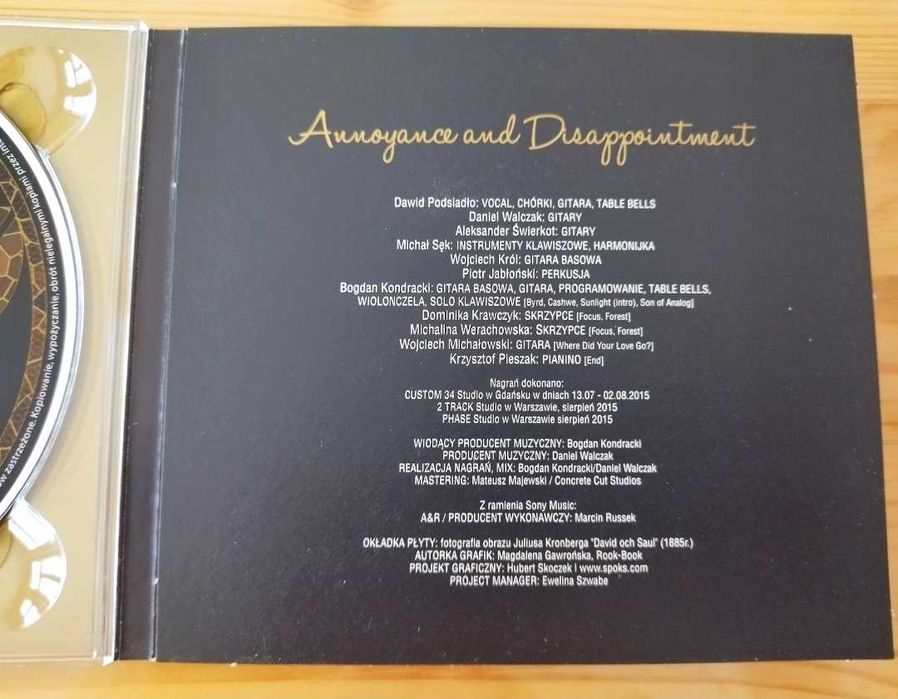 w zastrzeżone. Kopiowanie, wypożyczanie, obrót nielegalnymi kopiami przez
Annoyance and Disappointment
Dawid Podsiadło: VOCAL, CHÓRKI, GITARA, TABLE BELLS
Daniel Walczak: GITARY
Aleksander Świerkot: GITARY
Michał Sęk: INSTRUMENTY KLAWISZOWE, HARMONIJKA
Wojciech Król: GITARA BASOWA
Piotr Jabłoński: PERKUSJA
Bogdan Kondracki: GITARA BASOWA, GITARA, PROGRAMOWANIE, TABLE BELLS,
WIOLONCZELA, SOLO KLAWISZOWE [Byrd, Cashwe, Sunlight (intro), Son of Analog]
Dominika Krawczyk: SKRZYPCE [Focus, Forest]
Michalina Werachowska: SKRZYPCE [Focus, Forest]
Wojciech Michałowski: GITARA [Where Did Your Love Go?]
Krzysztof Pieszak: PIANINO [End]
Nagrań dokonano:
CUSTOM 34 Studio w Gdańsku w dniach 13.07 - 02.08.2015
2 TRACK Studio w Warszawie, sierpień 2015
PHASE Studio w Warszawie sierpień 2015
WIODĄCY PRODUCENT MUZYCZNY: Bogdan Kondracki
PRODUCENT MUZYCZNY: Daniel Walczak
REALIZACJA NAGRAŃ, MIX: Bogdan Kondracki/Daniel Walczak
MASTERING: Mateusz Majewski / Concrete Cut Studios
Z ramienia Sony Music:
A&R / PRODUCENT WYKONAWCZY: Marcin Russek
OKŁADKA PŁYTY: fotografia obrazu Juliusa Kronberga "David och Saul" (1885r.)
AUTORKA GRAFIK: Magdalena Gawrońska, Rook-Book
PROJEKT GRAFICZNY: Hubert Skoczek | www.spoks.com
PROJECT MANAGER: Ewelina Szwabe